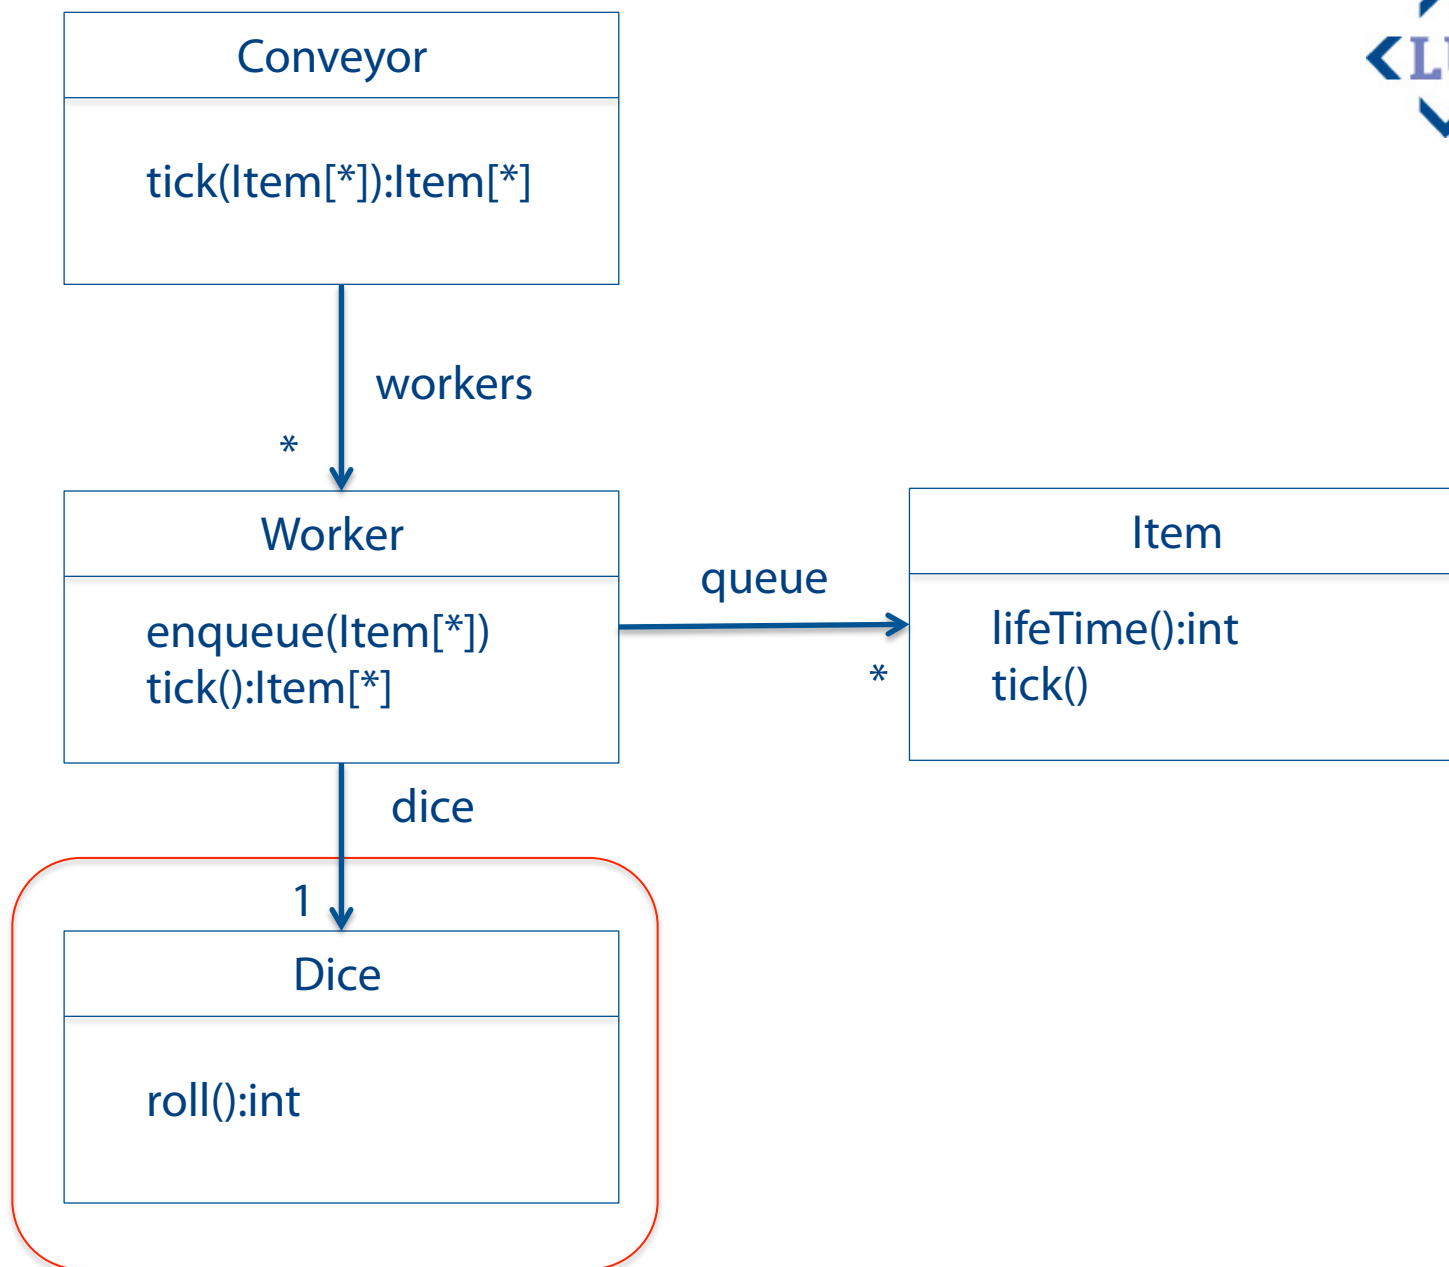 Conveyor
tick(Item[*]):Item[*]
workers
*
Worker
enqueue(Item[*])
tick():Item[*]
queue
*
Item
lifeTime():int
tick()
dice
1
Dice
roll():int